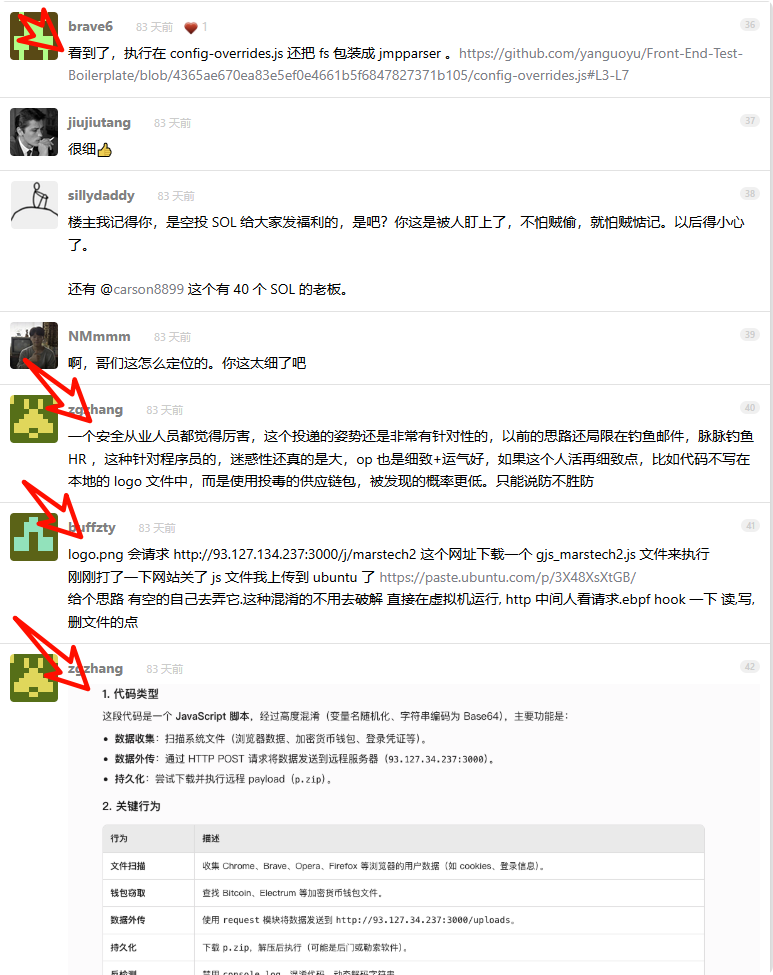 brave6 83 天前 ❤️ 1 36
看到了，执行在 config-overrides.js 还把 fs 包装成 jmpparser 。https://github.com/yanguoyu/Front-End-Test-
Boilerplate/blob/4365ae670ea83e5ef0e4661b5f6847827371b105/config-overrides.js#L3-L7
jiujiutang 83 天前 37
很细👍
sillydaddy 83 天前 38
楼主我记得你，是空投 SOL 给大家发福利的，是吧？你这是被人盯上了，不怕贼偷，就怕贼惦记。以后得小心
了。
还有 @carson8899 这个有 40 个 SOL 的老板。
NMmmm 83 天前 39
啊，哥们这怎么定位的。你这太细了吧
zgzhang 83 天前 40
一个安全从业人员都觉得厉害，这个投递的姿势还是非常有针对性的，以前的思路还局限在钓鱼邮件，脉脉钓鱼
HR ，这种针对程序员的，迷惑性还真的是大，op 也是细致+运气好，如果这个人活再细致点，比如代码不写在
本地的 logo 文件中，而是使用投毒的供应链包，被发现的概率更低。只能说防不胜防
buffzty 83 天前 41
logo.png 会请求 http://93.127.134.237:3000/j/marstech2 这个网址下载一个 gjs_marstech2.js 文件来执行
刚刚打了一下网站关了 js 文件我上传到 ubuntu 了 https://paste.ubuntu.com/p/3X48XsXtGB/
给个思路 有空的自己去弄它.这种混淆的不用去破解 直接在虚拟机运行, http 中间人看请求.ebpf hook 一下 读,写,
删文件的点
zgzhang 83 天前 42
1. 代码类型
这段代码是一个 JavaScript 脚本，经过高度混淆（变量名随机化、字符串编码为 Base64），主要功能是：
• 数据收集：扫描系统文件（浏览器数据、加密货币钱包、登录凭证等）。
• 数据外传：通过 HTTP POST 请求将数据发送到远程服务器（93.127.34.237:3000）。
• 持久化：尝试下载并执行远程 payload（p.zip）。
2. 关键行为
行为 描述
文件扫描 收集 Chrome、Brave、Opera、Firefox 等浏览器的用户数据（如 cookies、登录信息）。
钱包窃取 查找 Bitcoin、Electrum 等加密货币钱包文件。
数据外传 使用 request 模块将数据发送到 http://93.127.34.237:3000/uploads。
持久化 下载 p.zip，解压后执行（可能是后门或勒索软件）。
反检测 禁用 console.log、混淆代码、动态解码字符串。